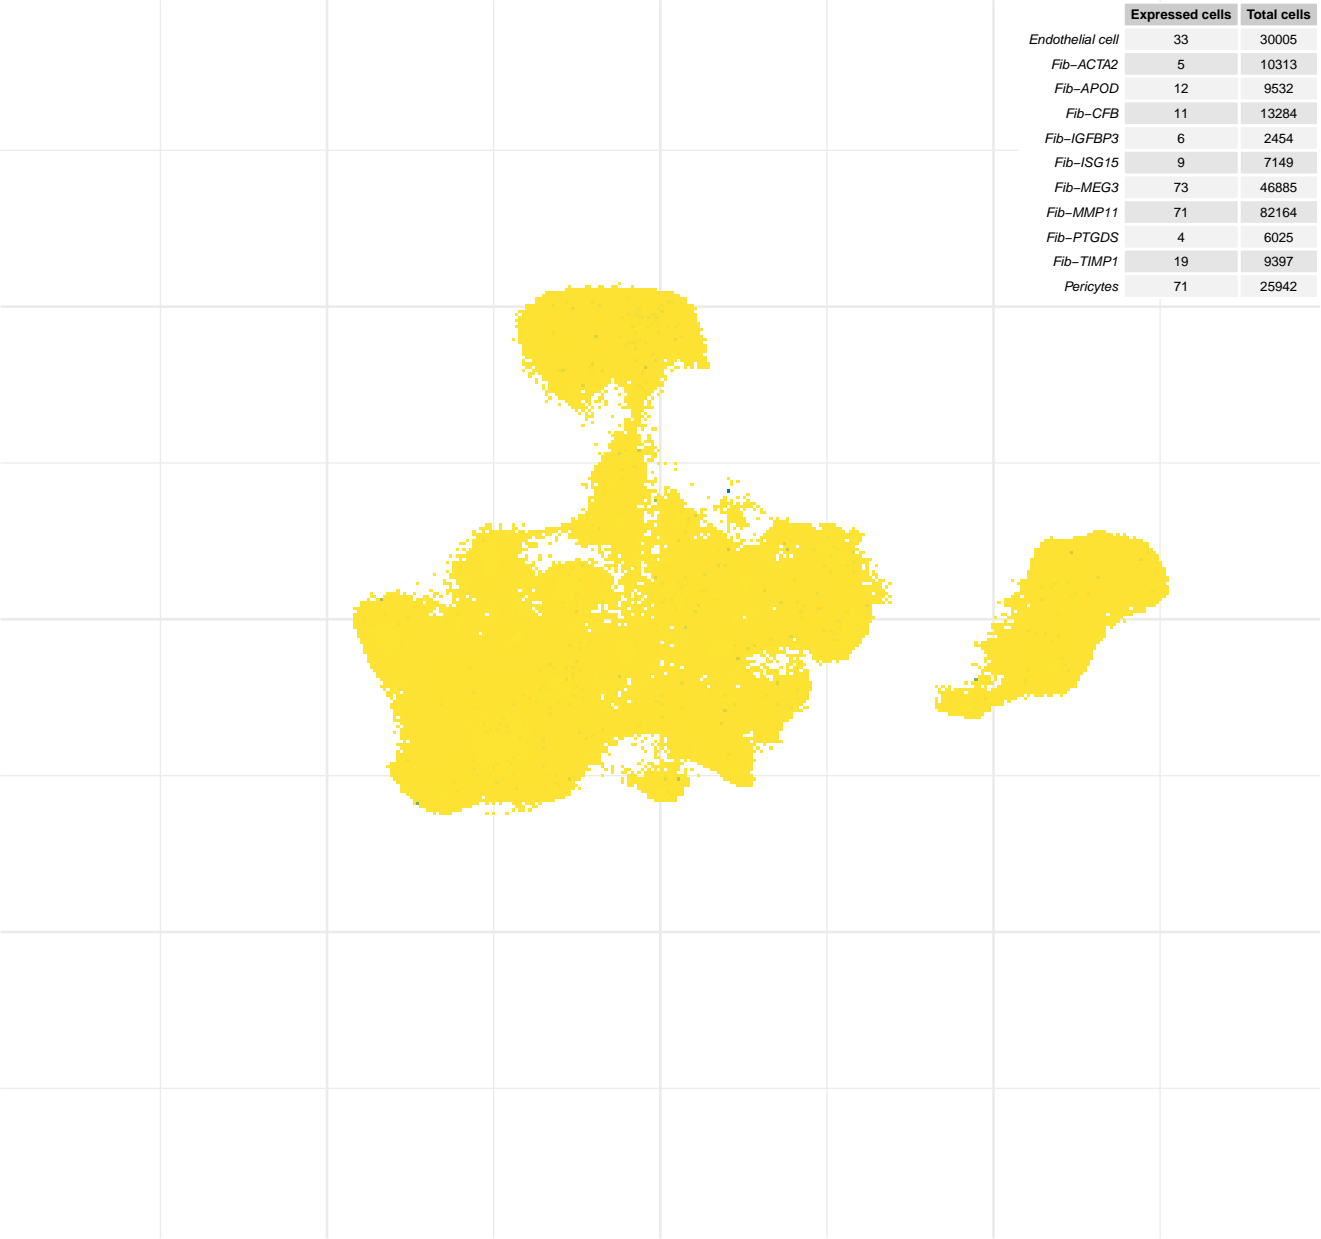 Expressed cells Total cells
Endothelial cell 33 30005
Fib−ACTA2 5 10313
Fib−APOD 12 9532
Fib−CFB 11 13284
Fib−IGFBP3 6 2454
Fib−ISG15 9 7149
Fib−MEG3 73 46885
Fib−MMP11 71 82164
Fib−PTGDS 4 6025
Fib−TIMP1 19 9397
Pericytes 71 25942